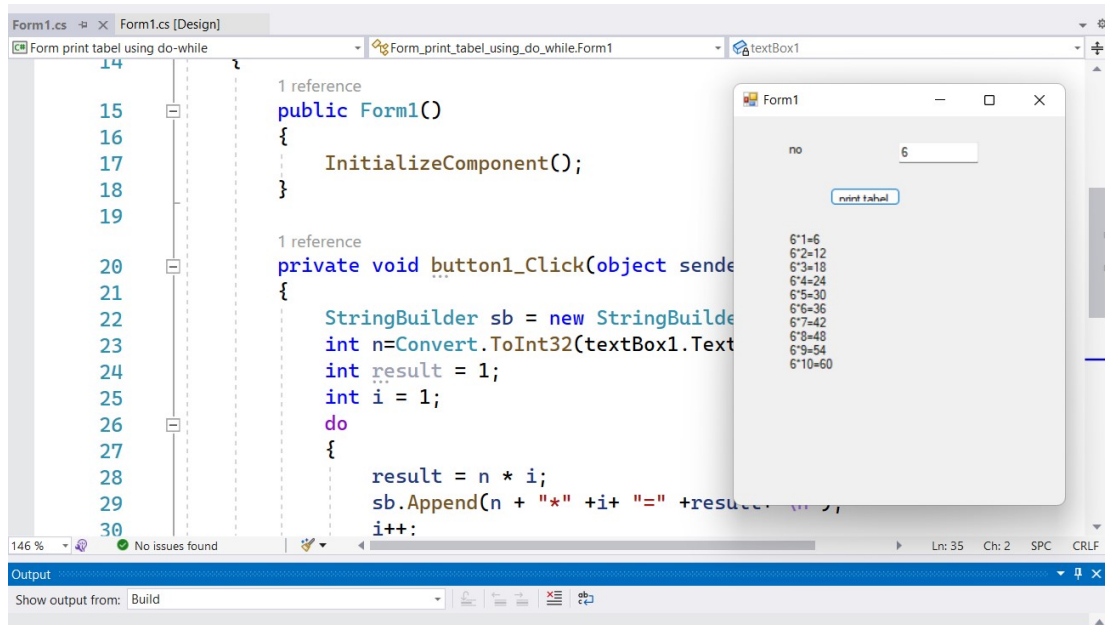 Form1.cs Form1.cs [Design]
Form print tabel using do-while Form_print_tabel_using_do_while.Form1 textBox1
14 {
1 reference
15 public Form1()
16 {
17 InitializeComponent();
18 }
19
1 reference
20 private void button1_Click(object sende
21 {
22 StringBuilder sb = new StringBuilde
23 int n=Convert.ToInt32(textBox1.Text
24 int result = 1;
25 int i = 1;
26 do
27 {
28 result = n * i;
29 sb.Append(n + "*" +i+ "=" +result+ "\n");
30 i++;
Form1
no 6
print tabel
6*1=6
6*2=12
6*3=18
6*4=24
6*5=30
6*6=36
6*7=42
6*8=48
6*9=54
6*10=60
146 % No issues found Ln: 35 Ch: 2 SPC CRLF
Output
Show output from: Build